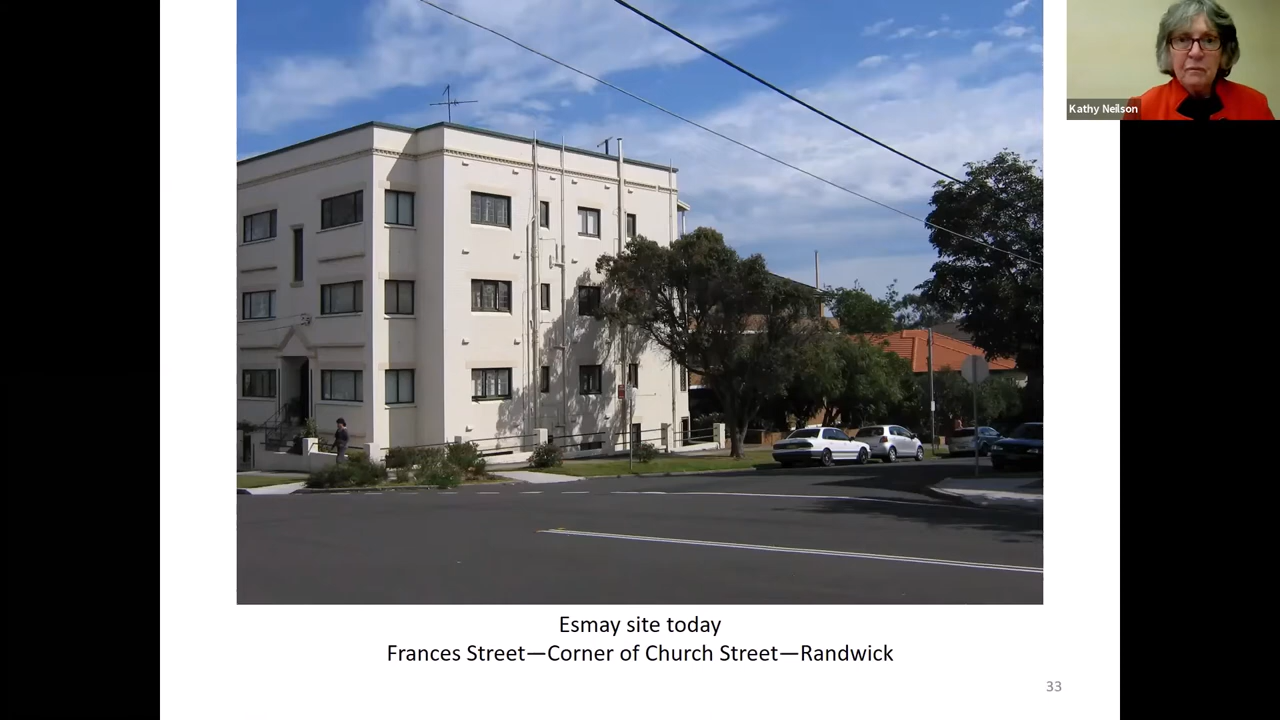 Kathy Neilson
Esmay site today
Frances Street—Corner of Church Street—Randwick
33